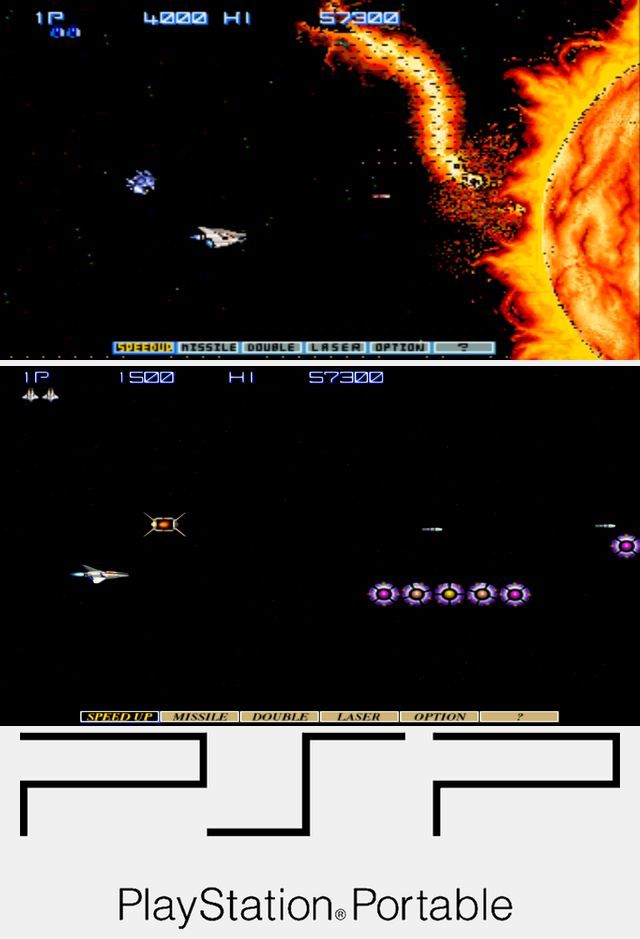 1P 4000 HI 57300
SPEEDUP MISSILE DOUBLE LASER OPTION ?
1P 1500 HI 57300
SPEED UP MISSILE DOUBLE LASER OPTION ?
PSP
PlayStation®Portable